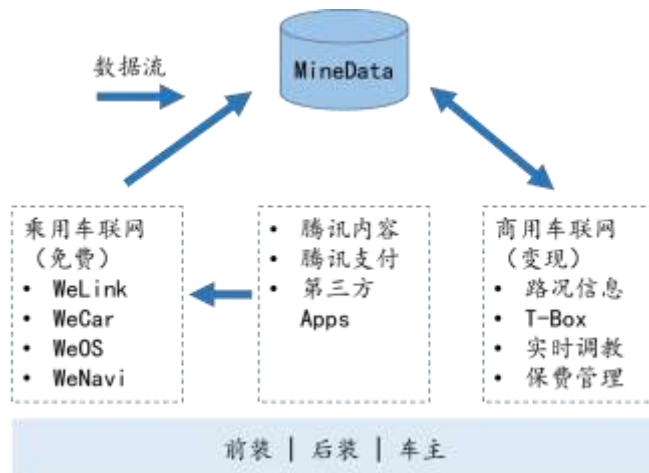 数据流
MineData
乘用车联网
（免费）
• WeLink
• WeCar
• WeOS
• WeNavi
• 腾讯内容
• 腾讯支付
• 第三方
Apps
商用车联网
（变现）
• 路况信息
• T-Box
• 实时调教
• 保费管理
前装 | 后装 | 车主